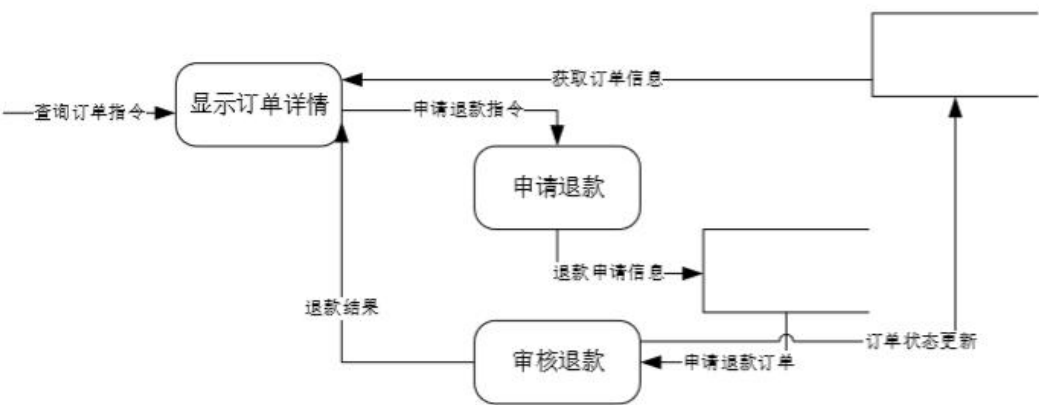 获取订单信息
查询订单指令
显示订单详情
申请退款指令
申请退款
退款申请信息
退款结果
审核退款
订单状态更新
申请退款订单